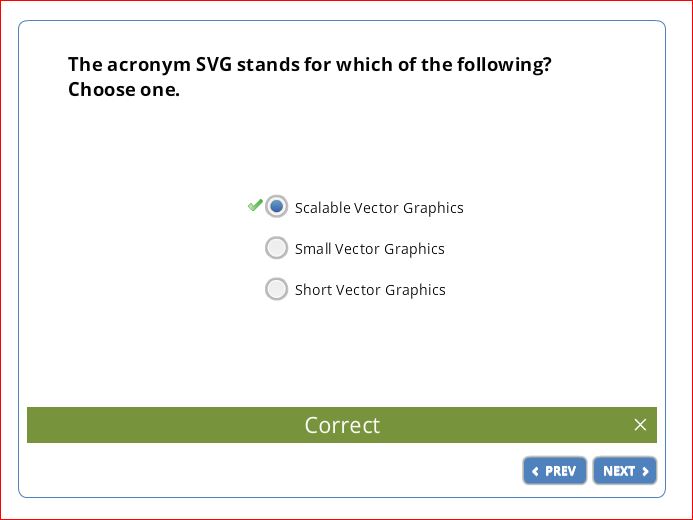 The acronym SVG stands for which of the following?
Choose one.
Scalable Vector Graphics
Small Vector Graphics
Short Vector Graphics
Correct
PREV
NEXT